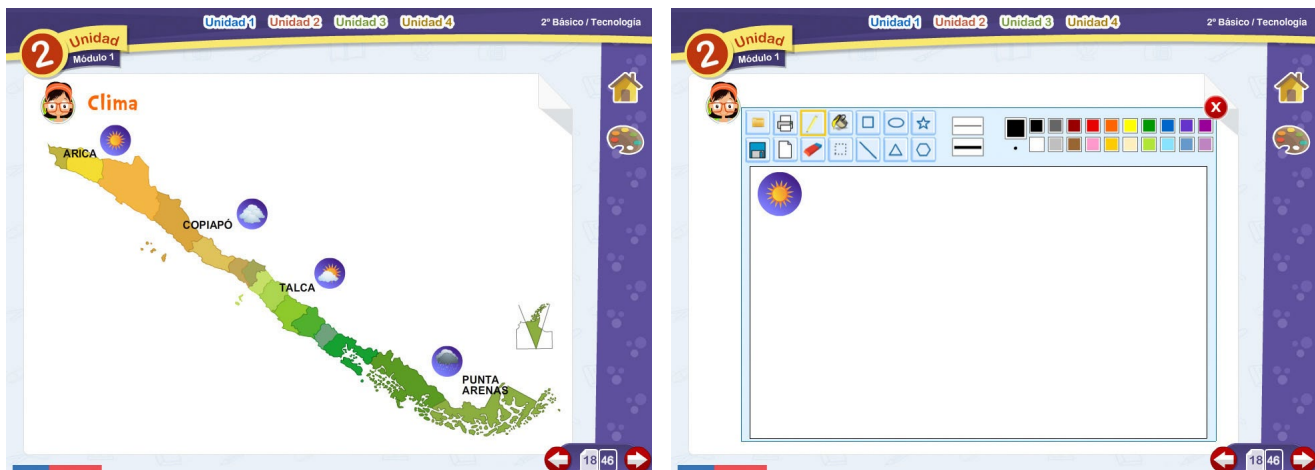 Unidad 1 Unidad 2 Unidad 3 Unidad 4
2º Básico / Tecnología
2 Unidad
Módulo 1
Clima
ARICA
COPIAPÓ
TALCA
PUNTA
ARENAS
18 46
Unidad 1 Unidad 2 Unidad 3 Unidad 4
2º Básico / Tecnología
2 Unidad
Módulo 1
X
18 46